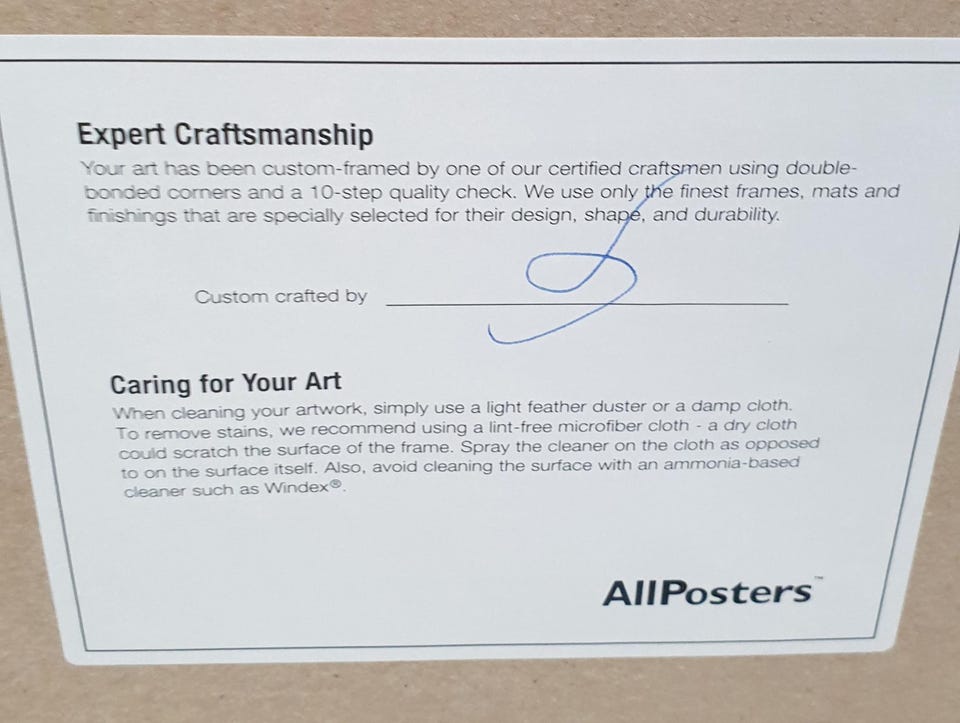 Expert Craftsmanship
Your art has been custom-framed by one of our certified craftsmen using double-
bonded corners and a 10-step quality check. We use only the finest frames, mats and
finishings that are specially selected for their design, shape, and durability.
Custom crafted by
Caring for Your Art
When cleaning your artwork, simply use a light feather duster or a damp cloth.
To remove stains, we recommend using a lint-free microfiber cloth - a dry cloth
could scratch the surface of the frame. Spray the cleaner on the cloth as opposed
to on the surface itself. Also, avoid cleaning the surface with an ammonia-based
cleaner such as Windex®.
AllPosters™